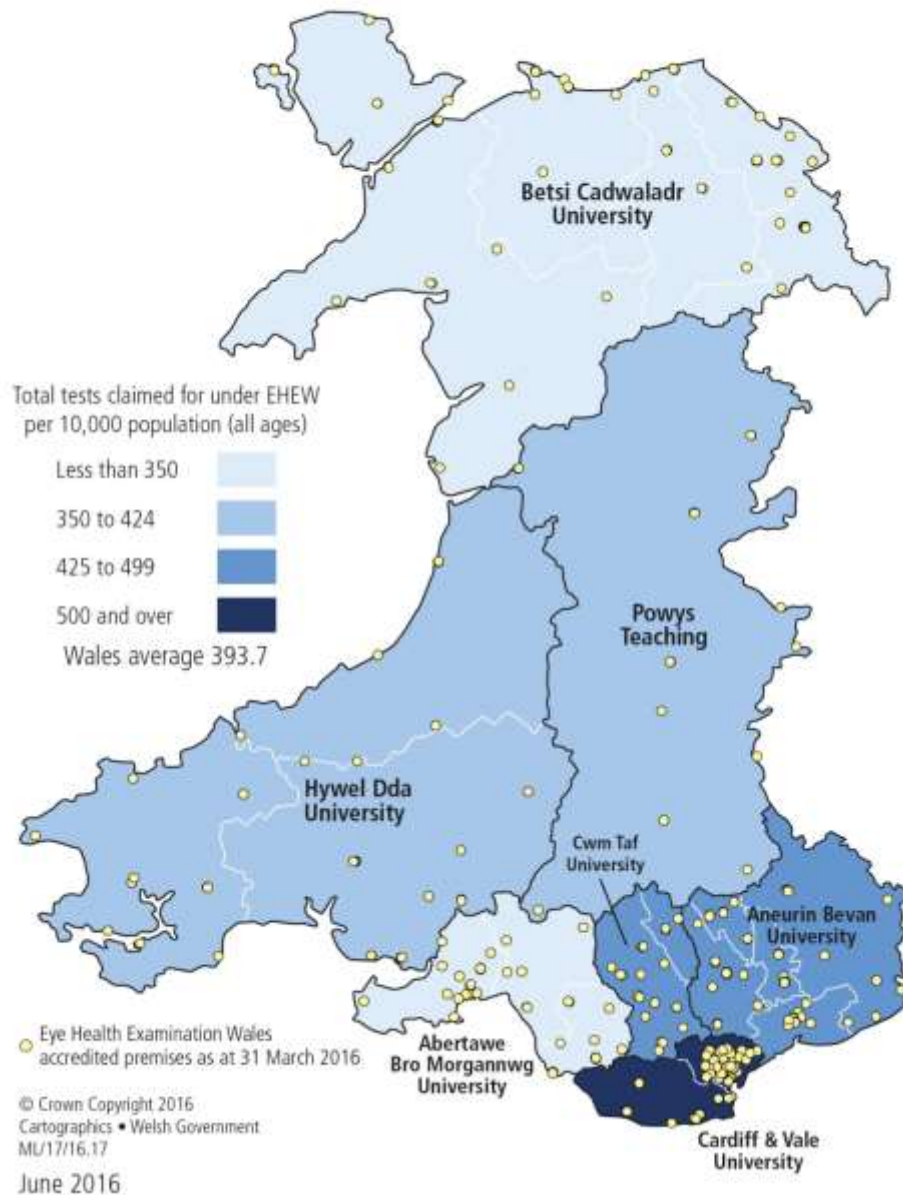 Betsi Cadwaladr
University
Total tests claimed for under EHEW
per 10,000 population (all ages)
Less than 350
350 to 424
425 to 499
500 and over
Wales average 393.7
Powys
Teaching
Hywel Dda
University
Cwm Taf
University
Aneurin Bevan
University
Eye Health Examination Wales
accredited premises as at 31 March 2016
Abertawe
Bro Morgannwg
University
© Crown Copyright 2016
Cartographics • Welsh Government
ML/17/16.17
June 2016
Cardiff & Vale
University